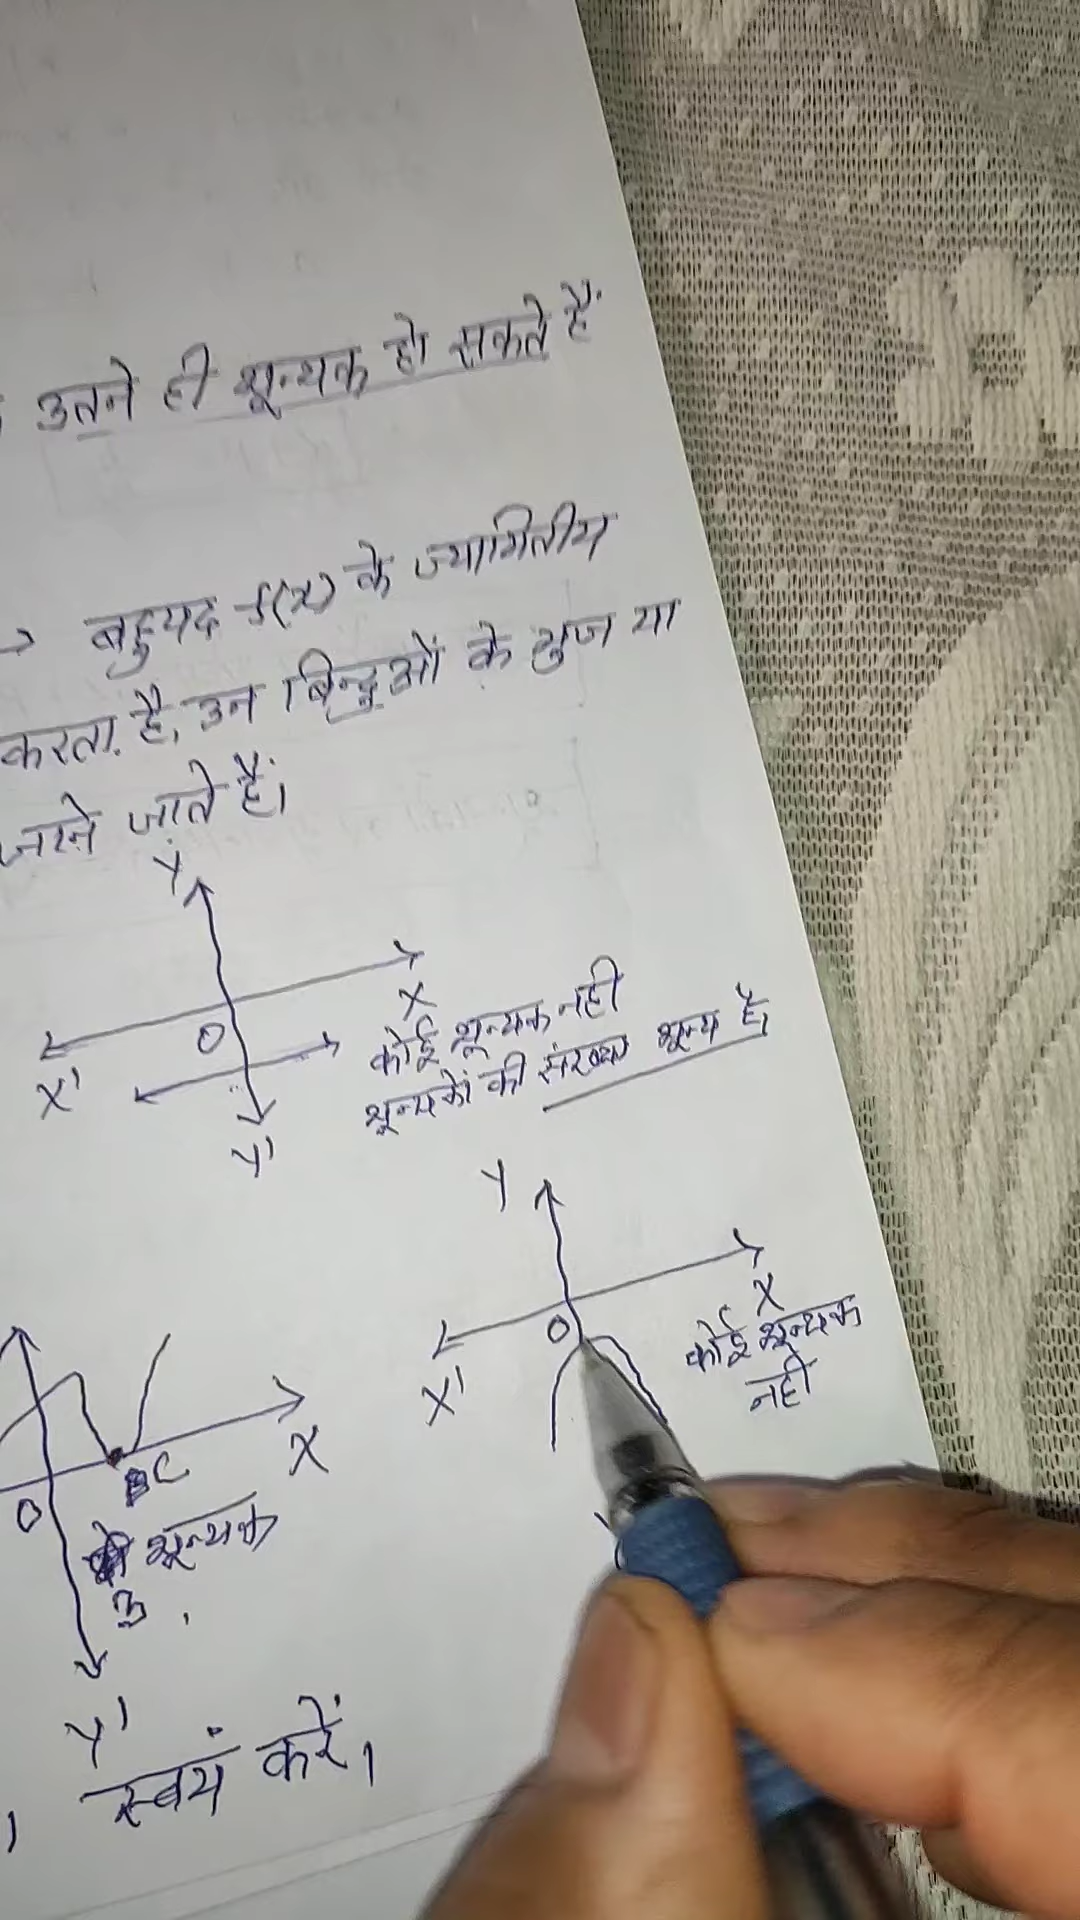 उतने ही शून्यक हो सकते हैं
→ बहुपद f(x) के ज्यामितीय
करता है, उन बिन्दुओं के भुज या
जाने जाते हैं।
Y
X
O
X'
Y'
कोई शून्यक नहीं
शून्यकों की संख्या शून्य है।
Y
X
O
X'
कोई शून्यक
नहीं
X
C
O
शून्यक
3
Y'
स्वयं करें।